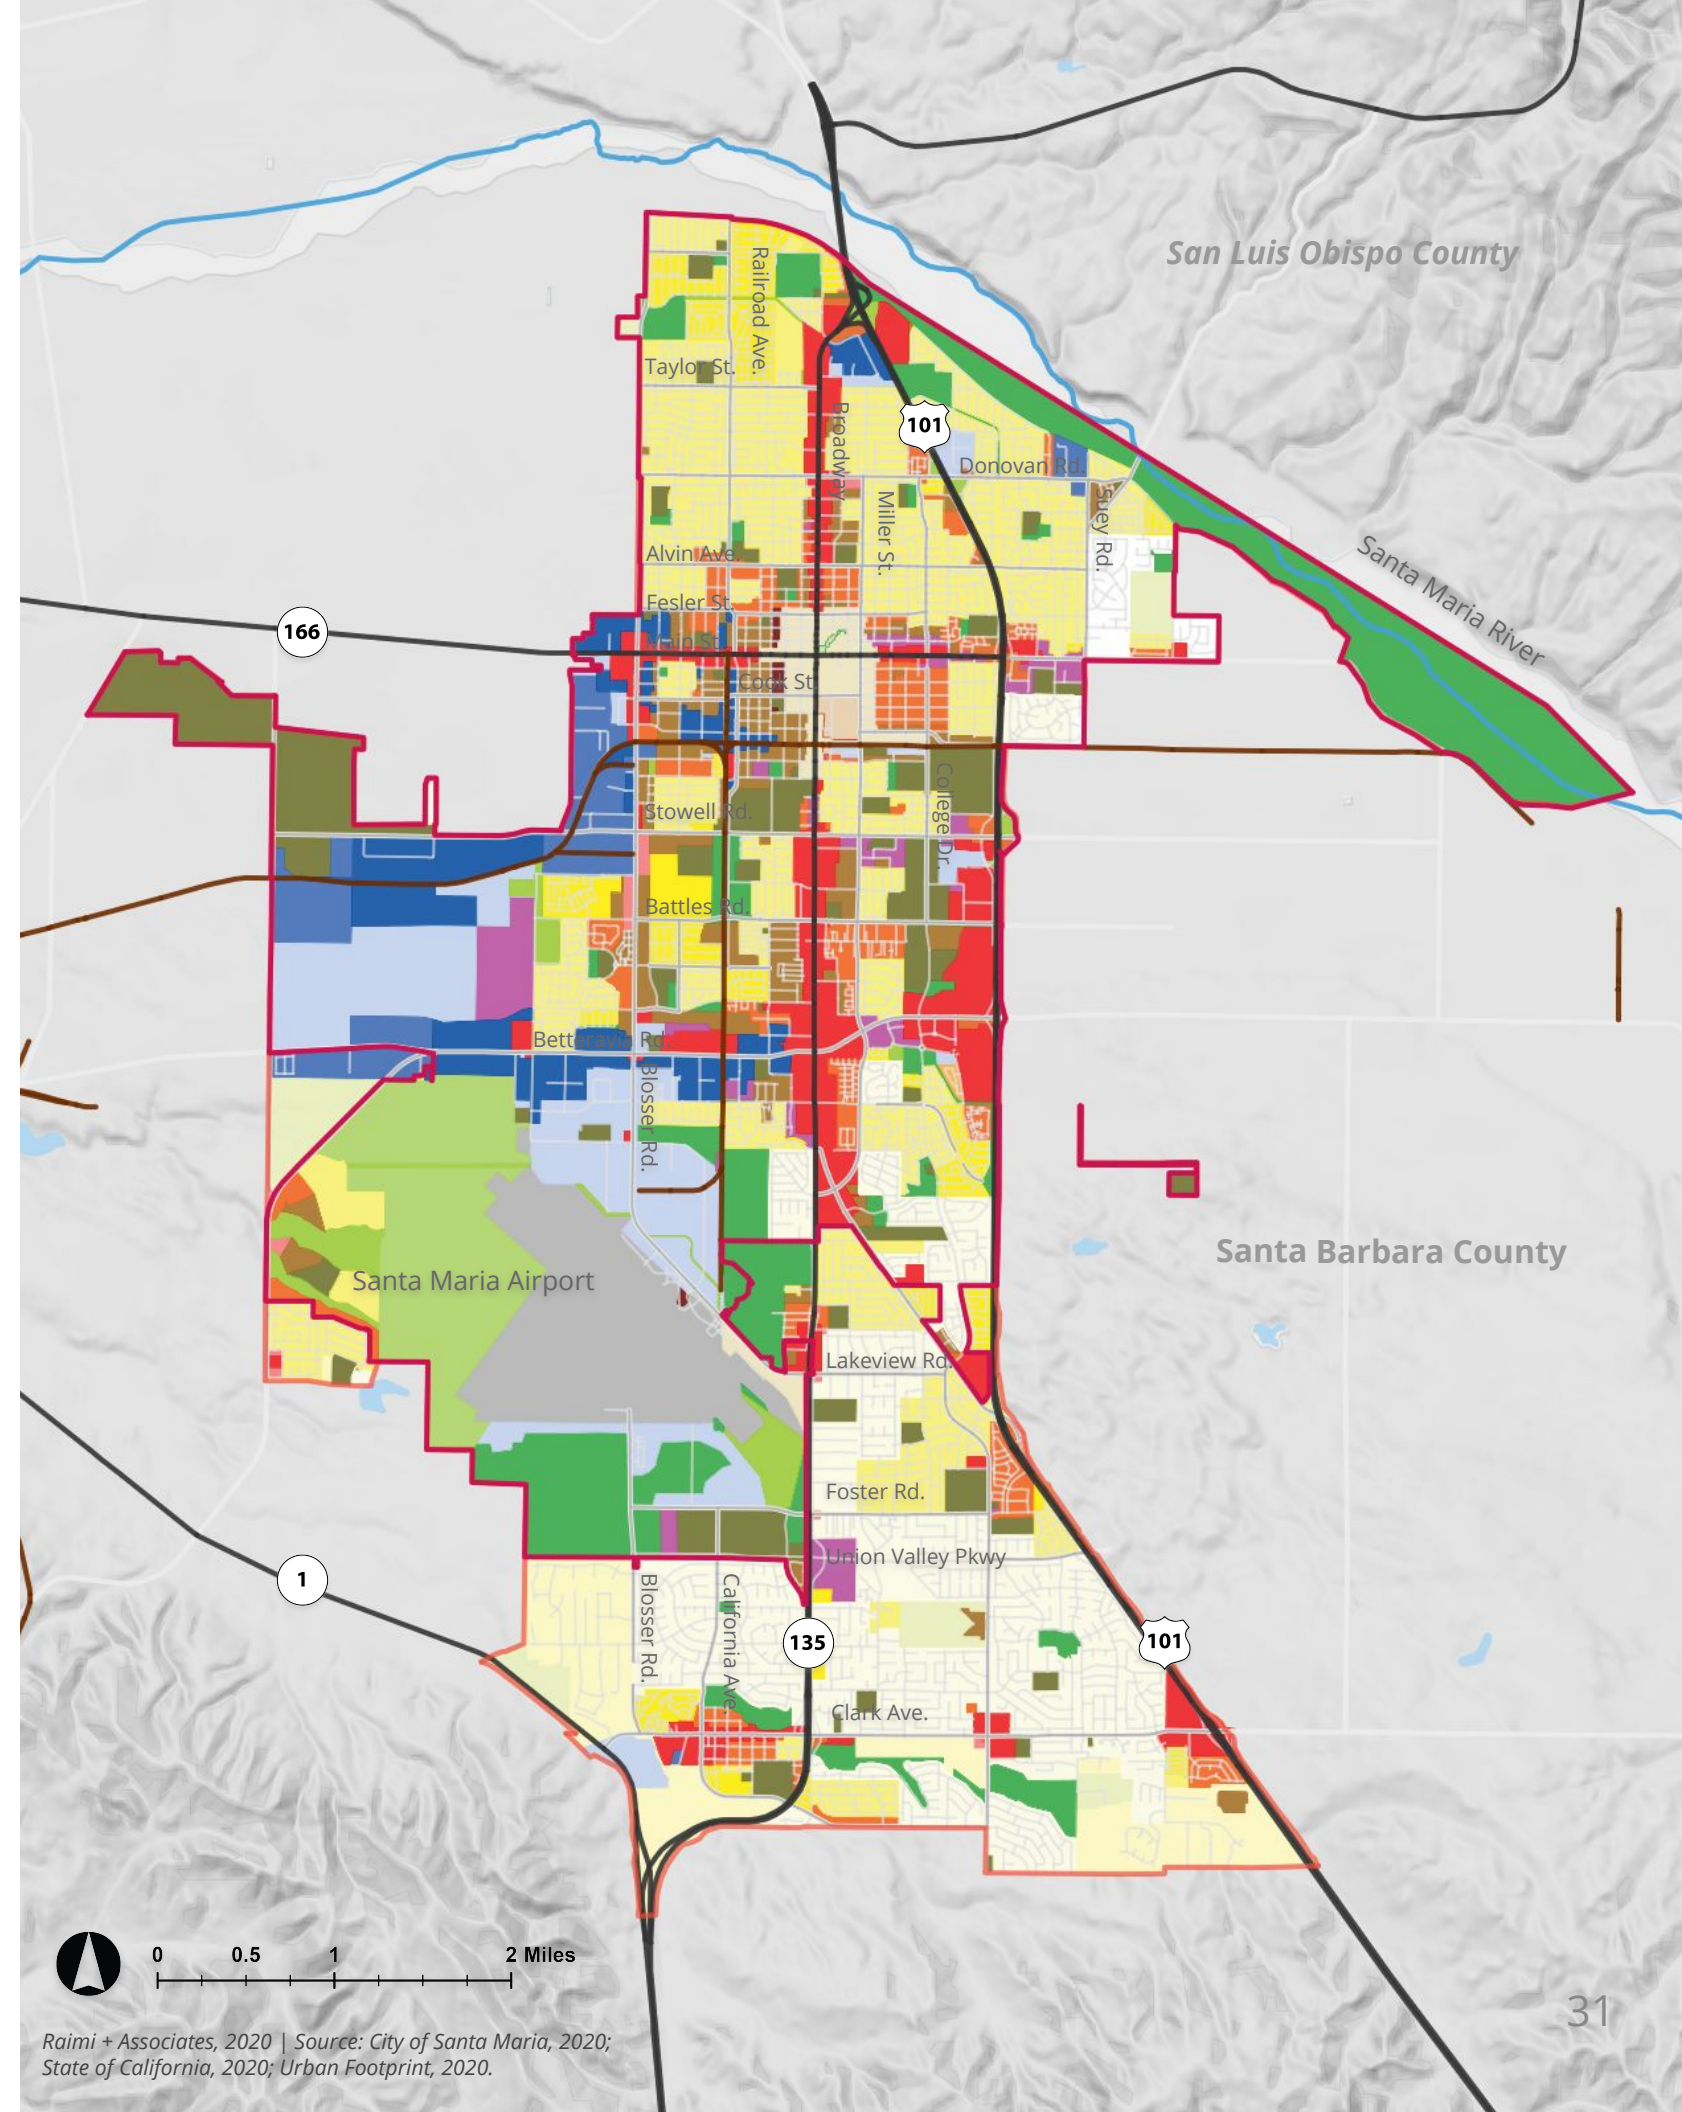 San Luis Obispo County
Railroad Ave.
Taylor St.
Broadway
101
Donovan Rd.
Miller St.
Suey Rd.
Santa Maria River
Alvin Ave.
Fesler St.
166
Main St.
Cook St
College Dr.
Stowell Rd.
Battles Rd.
Betteravia Rd.
Blosser Rd.
Santa Barbara County
Santa Maria Airport
Lakeview Rd.
Foster Rd.
Union Valley Pkwy
1
Blosser Rd.
California Ave.
135
101
Clark Ave.
0 0.5 1 2 Miles
31
Raimi + Associates, 2020 | Source: City of Santa Maria, 2020;
State of California, 2020; Urban Footprint, 2020.